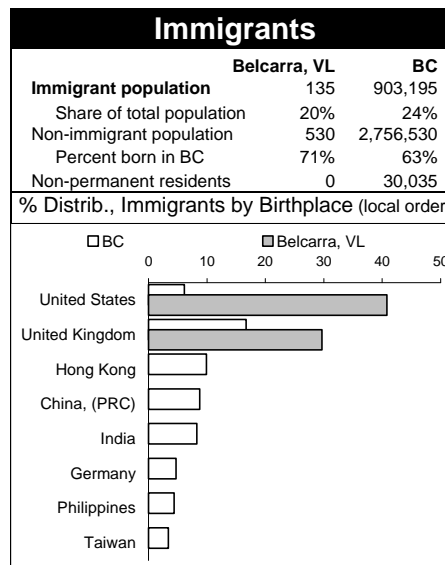 Immigrants
Belcarra, VL BC
Immigrant population 135 903,195
Share of total population 20% 24%
Non-immigrant population 530 2,756,530
Percent born in BC 71% 63%
Non-permanent residents 0 30,035
% Distrib., Immigrants by Birthplace (local order
BC Belcarra, VL
0 10 20 30 40 50
United States
United Kingdom
Hong Kong
China, (PRC)
India
Germany
Philippines
Taiwan